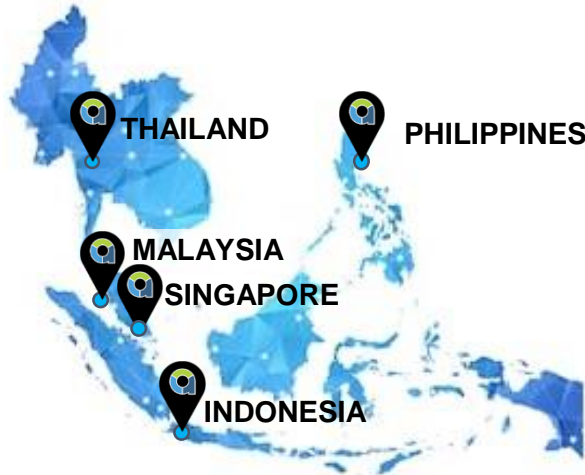 THAILAND
PHILIPPINES
MALAYSIA
SINGAPORE
INDONESIA